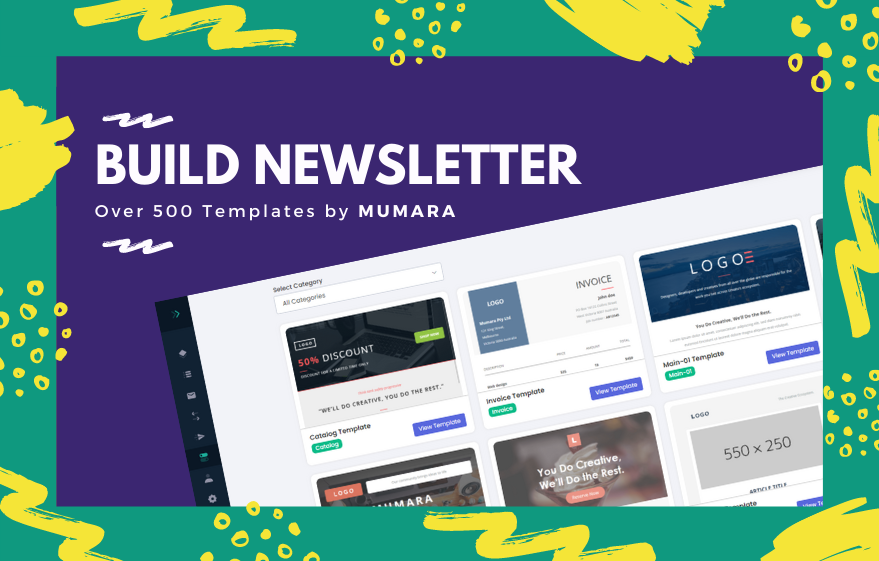 BUILD NEWSLETTER
Over 500 Templates by MUMARA
Select Category
All Categories
LOGO
50% DISCOUNT
DISCOUNT FOR A LIMITED TIME ONLY
SHOP NOW
"WE'LL DO CREATIVE, YOU DO THE REST."
Catalog Template
Catalog
View Template
LOGO
INVOICE
Mumara Pty Ltd
John doe
Invoice Template
Invoice
View Template
LOGO
You Do Creative, We'll Do the Rest.
Main-01 Template
Main-01
View Template
LOGO
MUMARA
L
You Do Creative,
We'll Do the Rest.
LOGO
550 × 250
ARTICLE TITLE